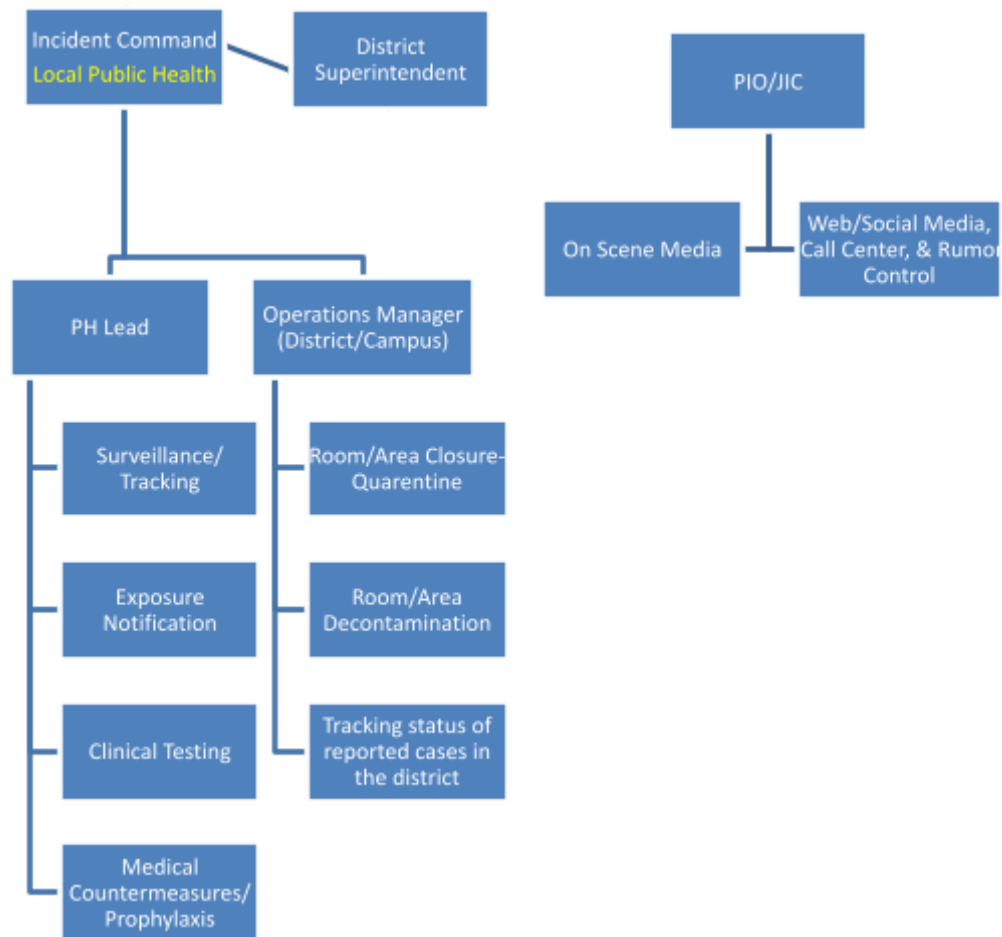 Incident Command
Local Public Health
District
Superintendent
PIO/JIC
On Scene Media
Web/Social Media,
Call Center, & Rumor
Control
PH Lead
Operations Manager
(District/Campus)
Surveillance/
Tracking
Room/Area Closure-
Quarentine
Exposure
Notification
Room/Area
Decontamination
Clinical Testing
Tracking status of
reported cases in
the district
Medical
Countermeasures/
Prophylaxis